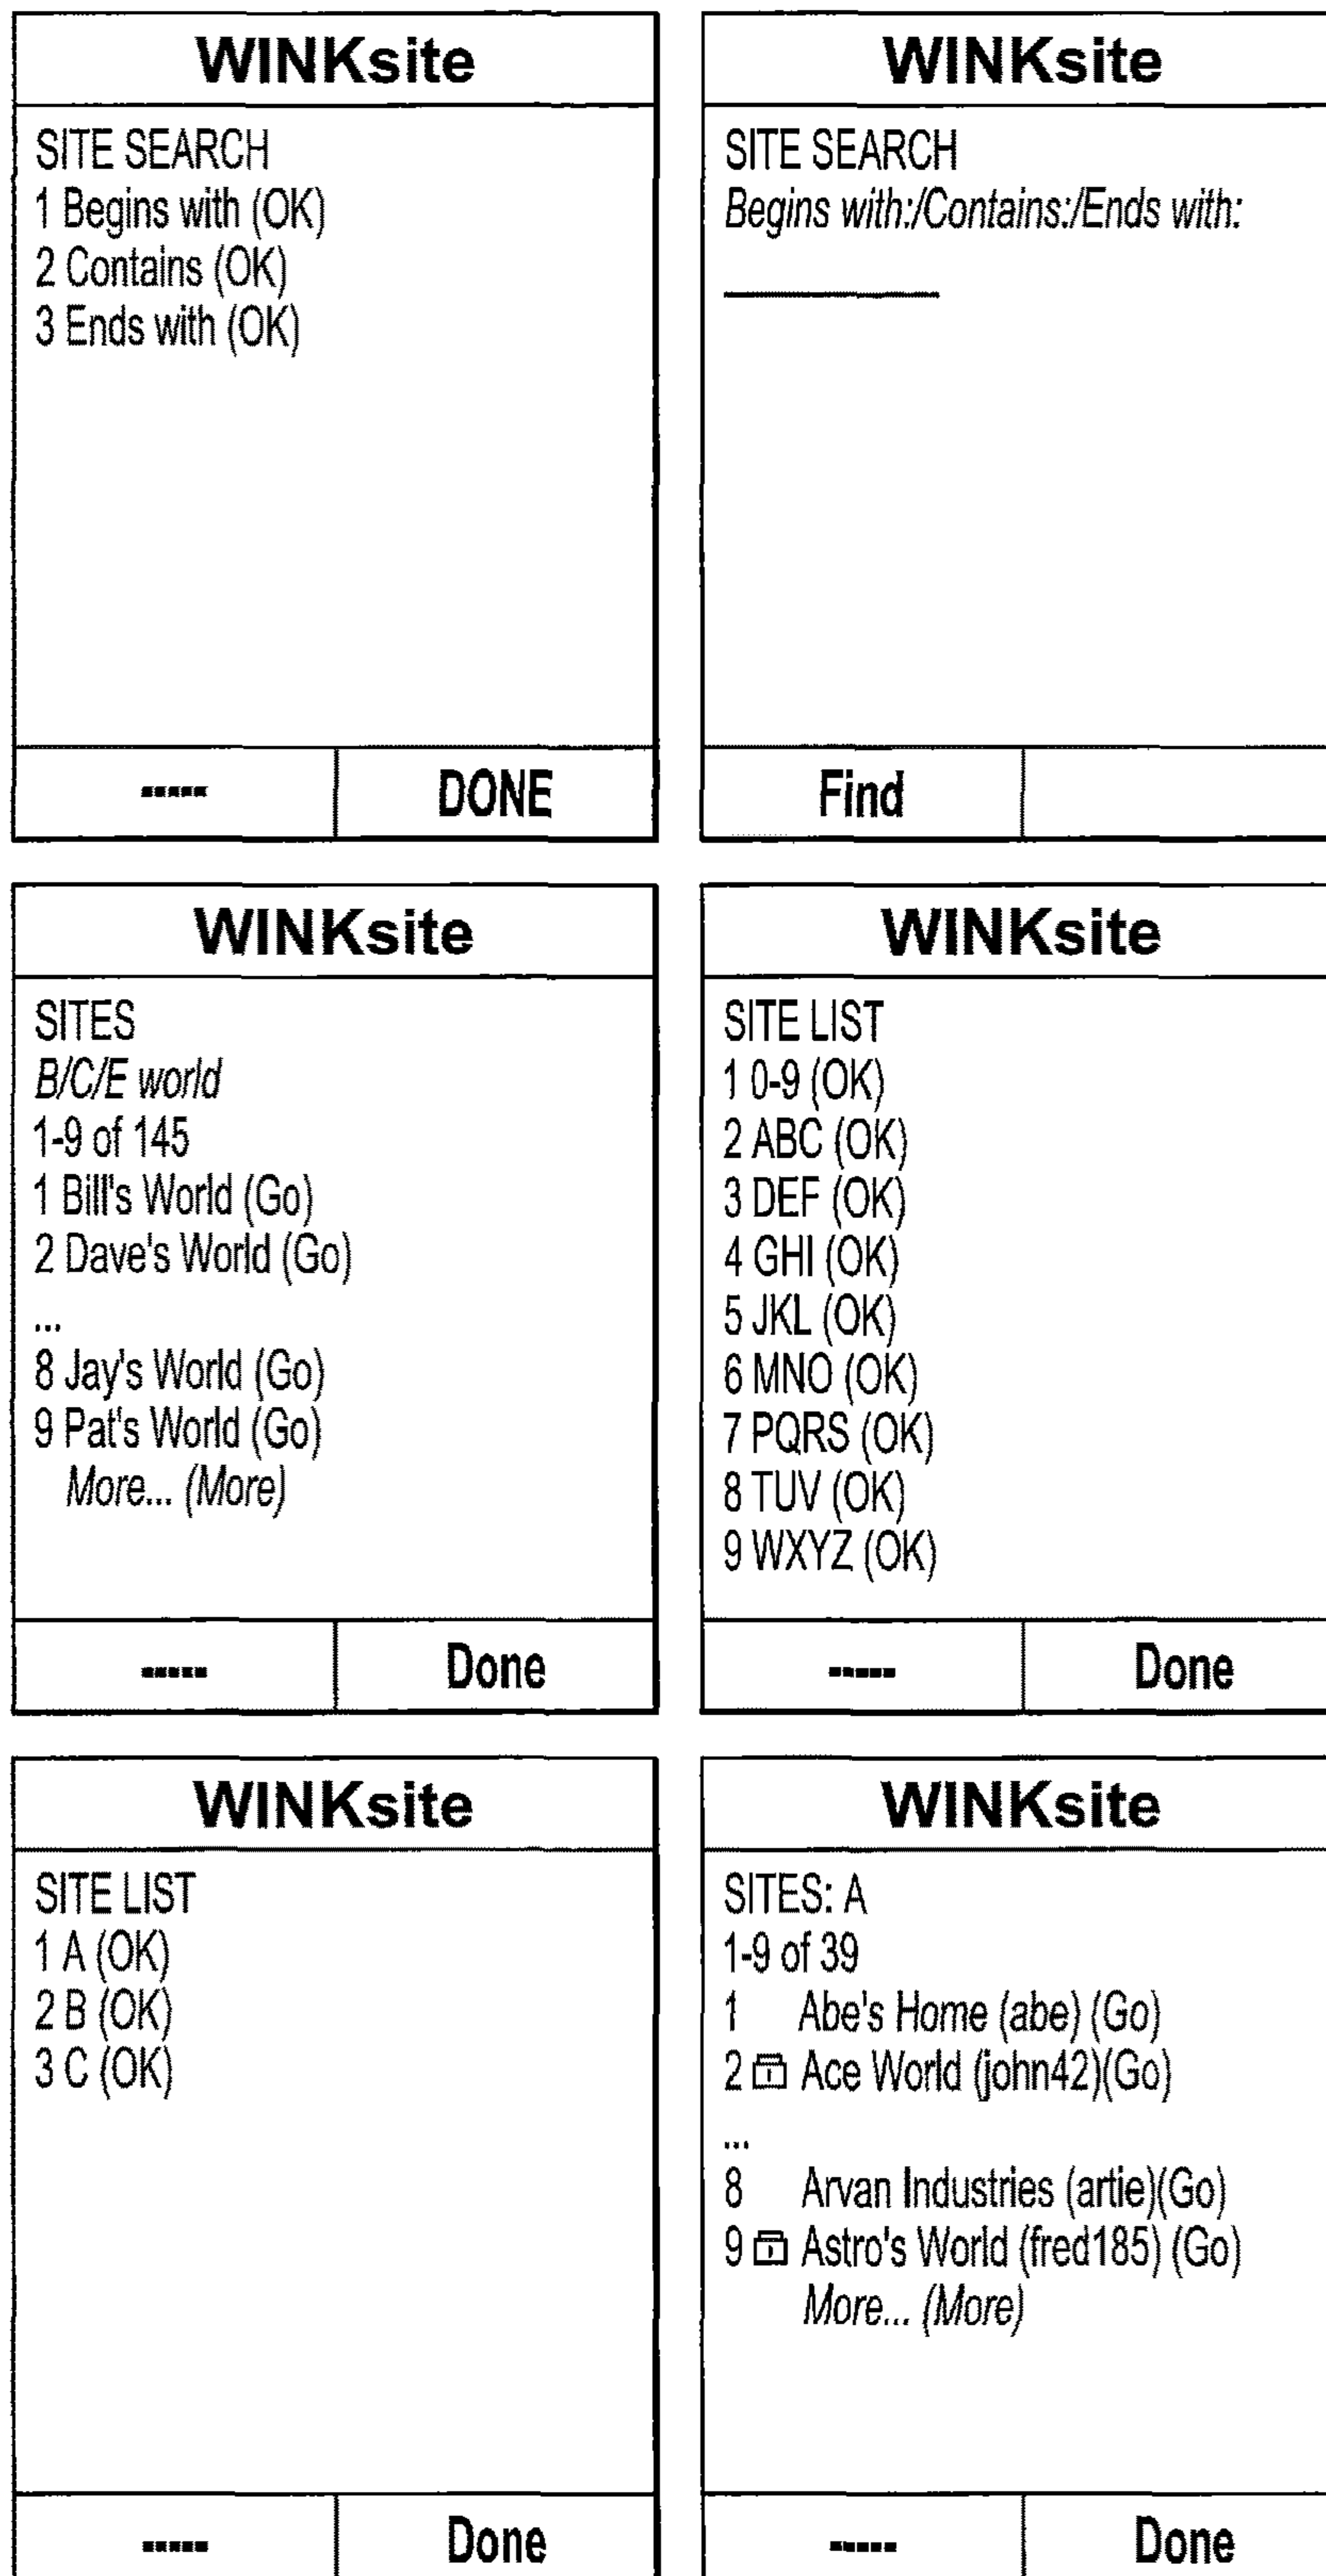 WINKsite
SITE SEARCH
1 Begins with (OK)
2 Contains (OK)
3 Ends with (OK)
----- DONE
WINKsite
SITE SEARCH
Begins with:/Contains:/Ends with:
__________
Find
WINKsite
SITES
B/C/E world
1-9 of 145
1 Bill's World (Go)
2 Dave's World (Go)
...
8 Jay's World (Go)
9 Pat's World (Go)
More... (More)
----- Done
WINKsite
SITE LIST
1 0-9 (OK)
2 ABC (OK)
3 DEF (OK)
4 GHI (OK)
5 JKL (OK)
6 MNO (OK)
7 PQRS (OK)
8 TUV (OK)
9 WXYZ (OK)
----- Done
WINKsite
SITE LIST
1 A (OK)
2 B (OK)
3 C (OK)
----- Done
WINKsite
SITES: A
1-9 of 39
1 Abe's Home (abe) (Go)
2 Ace World (john42)(Go)
...
8 Arvan Industries (artie)(Go)
9 Astro's World (fred185) (Go)
More... (More)
----- Done